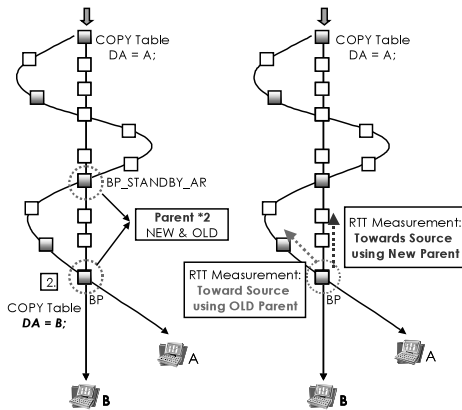 COPY Table
DA = A;
BP_STANDBY_AR
Parent *2
NEW & OLD
2.
BP
COPY Table
DA = B;
A
B
COPY Table
DA = A;
RTT Measurement:
Towards Source
using New Parent
RTT Measurement:
Toward Source
using OLD Parent
BP
A
B